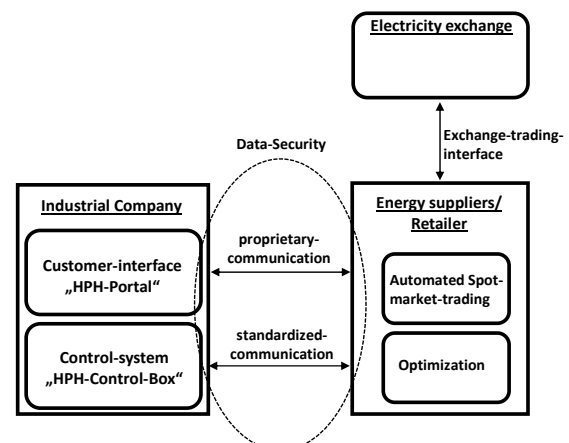 Electricity exchange
Exchange-trading-
interface
Data-Security
Industrial Company
Customer-interface
„HPH-Portal“
Control-system
„HPH-Control-Box“
proprietary-
communication
standardized-
communication
Energy suppliers/
Retailer
Automated Spot-
market-trading
Optimization